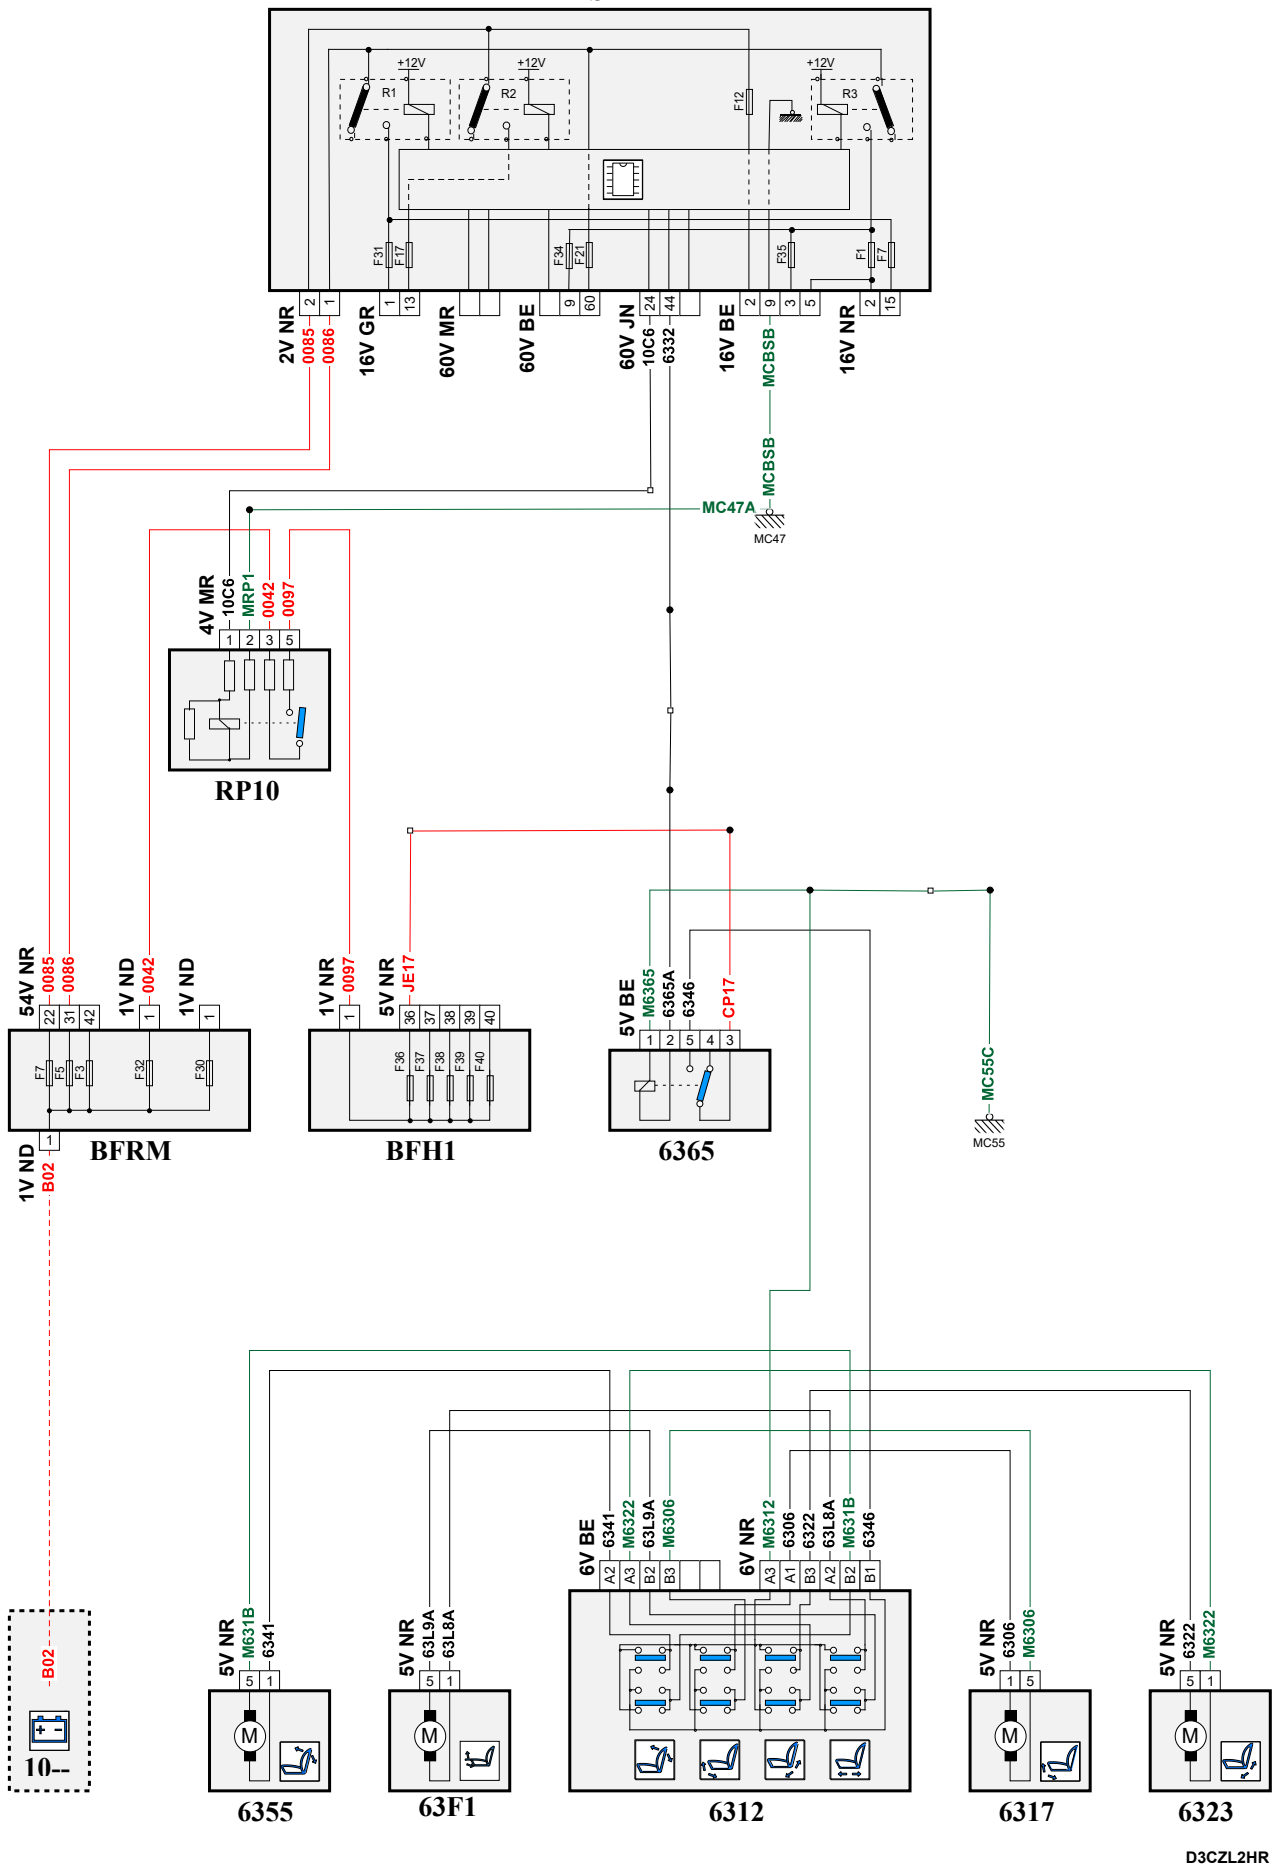 +12V +12V +12V
R1 R2 R3
F12
F31 F17 F34 F21 F35 F1 F7
2 1 1 13 9 60 24 44 2 9 3 5 2 15
2V NR 0085 0086 16V GR 60V MR 60V BE 60V JN 10C6 6332 16V BE MCBSB 16V NR
MCBSB
MC47A
MC47
4V MR 10C6 MRP1 0042 0097
1 2 3 5
RP10
54V NR 0085 0086 1V ND 0042 1V ND 1V NR 0097 5V NR JE17 5V BE M6365 6365A 6346 CP17
22 31 42 1 1 1 36 37 38 39 40 1 2 5 4 3
F7 F5 F3 F32 F30 F36 F37 F38 F39 F40
MC55C
MC55
1
BFRM BFH1 6365
1V ND B02
6V BE 6341 M6322 63L9A M6306 6V NR M6312 6306 6322 63L8A M631B 6346
A2 A3 B2 B3 A3 A1 B3 A2 B2 B1
B02
10--
5V NR M631B 6341 5V NR 63L9A 63L8A 5V NR 6306 M6306 5V NR 6322 M6322
5 1 5 1 1 5 5 1
M M M M
6355 63F1 6312 6317 6323
D3CZL2HR